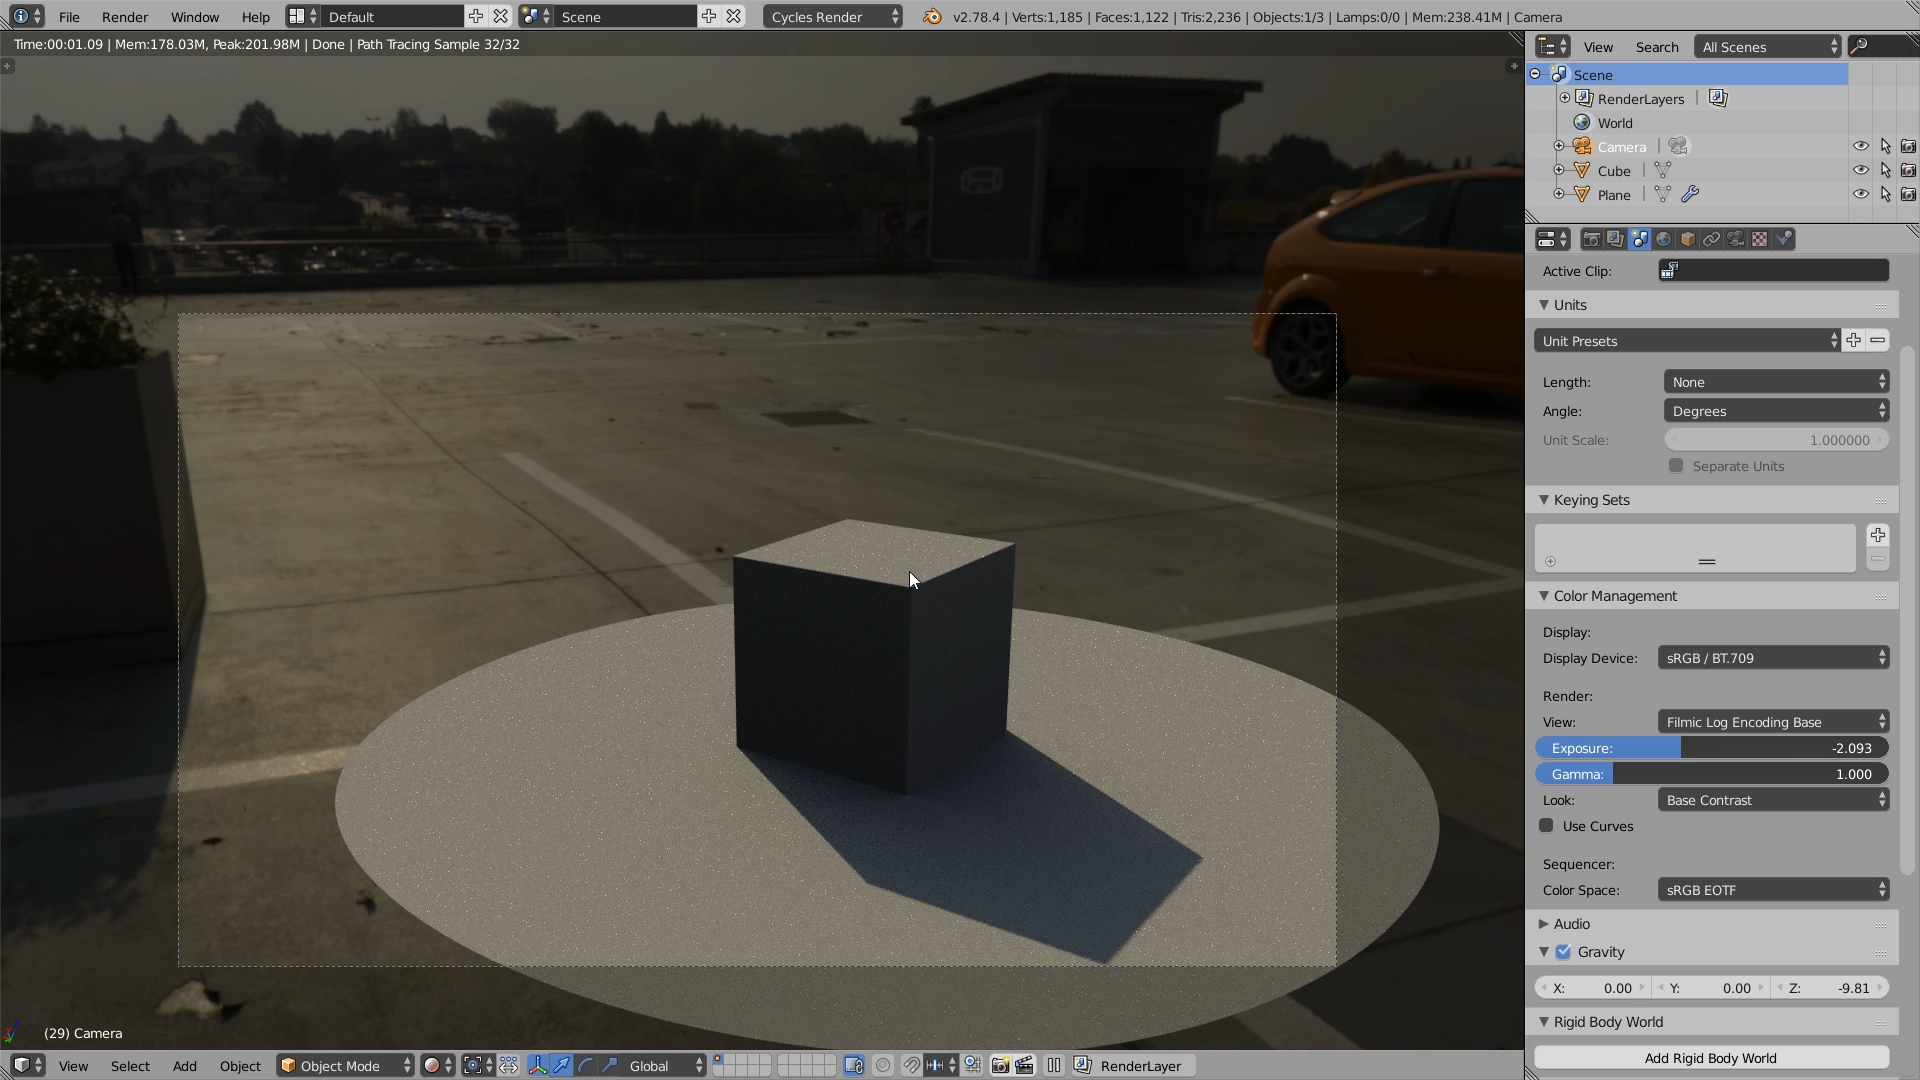 File Render Window Help Default Scene Cycles Render v2.78.4 | Verts:1,185 | Faces:1,122 | Tris:2,236 | Objects:1/3 | Lamps:0/0 | Mem:238.41M | Camera
Time:00:01.09 | Mem:178.03M, Peak:201.98M | Done | Path Tracing Sample 32/32
View Search All Scenes
Scene
RenderLayers |
World
Camera |
Cube |
Plane |
Active Clip:
Units
Unit Presets
Length: None
Angle: Degrees
Unit Scale: 1.000000
Separate Units
Keying Sets
Color Management
Display:
Display Device: sRGB / BT.709
Render:
View: Filmic Log Encoding Base
Exposure: -2.093
Gamma: 1.000
Look: Base Contrast
Use Curves
Sequencer:
Color Space: sRGB EOTF
Audio
Gravity
X: 0.00 Y: 0.00 Z: -9.81
Rigid Body World
Add Rigid Body World
(29) Camera
View Select Add Object Object Mode Global RenderLayer